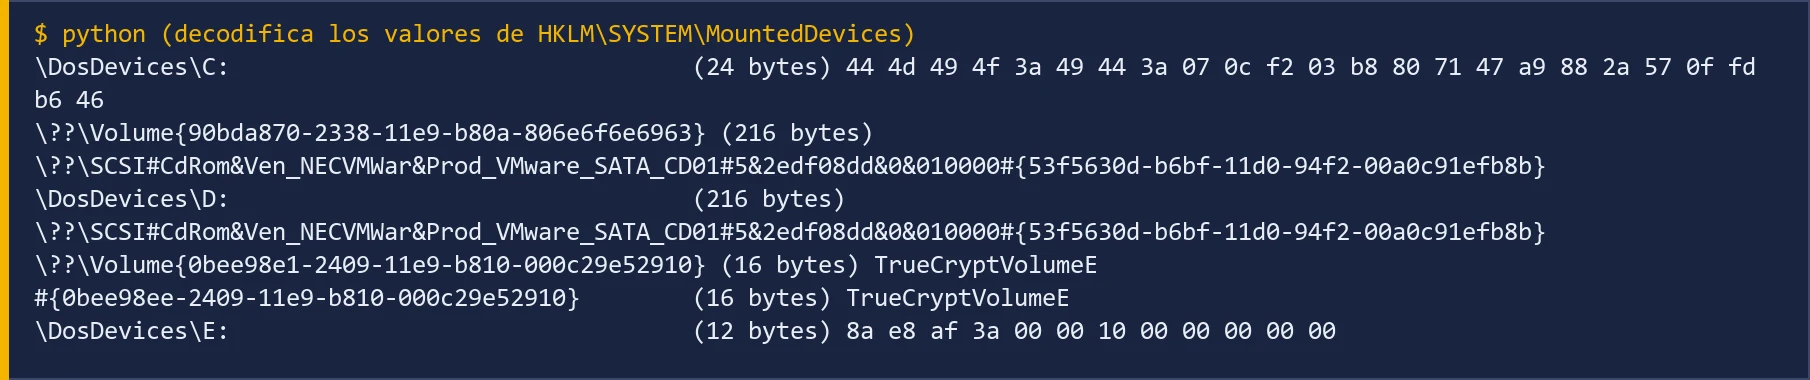 $ python (decodifica los valores de HKLM\SYSTEM\MountedDevices)
\DosDevices\C: (24 bytes) 44 4d 49 4f 3a 49 44 3a 07 0c f2 03 b8 80 71 47 a9 88 2a 57 0f fd
b6 46
\??\Volume{90bda870-2338-11e9-b80a-806e6f6e6963} (216 bytes)
\??\SCSI#CdRom&Ven_NECVMWar&Prod_VMware_SATA_CD01#5&2edf08dd&0&010000#{53f5630d-b6bf-11d0-94f2-00a0c91efb8b}
\DosDevices\D: (216 bytes)
\??\SCSI#CdRom&Ven_NECVMWar&Prod_VMware_SATA_CD01#5&2edf08dd&0&010000#{53f5630d-b6bf-11d0-94f2-00a0c91efb8b}
\??\Volume{0bee98e1-2409-11e9-b810-000c29e52910} (16 bytes) TrueCryptVolumeE
#{0bee98ee-2409-11e9-b810-000c29e52910} (16 bytes) TrueCryptVolumeE
\DosDevices\E: (12 bytes) 8a e8 af 3a 00 00 10 00 00 00 00 00